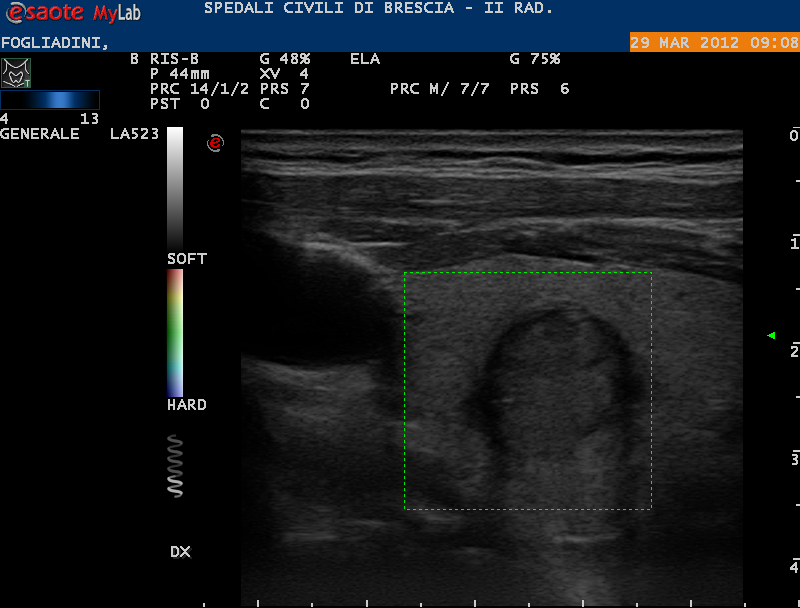 esaote MyLab
SPEDALI CIVILI DI BRESCIA - II RAD.
FOGLIADINI,
29 MAR 2012 09:08
B RIS-B G 48% ELA G 75%
P 44mm XV 4
PRC 14/1/2 PRS 7 PRC M/ 7/7 PRS 6
PST 0 C 0
4 13
GENERALE LA523
e
0
SOFT
1
2
HARD
3
DX
4